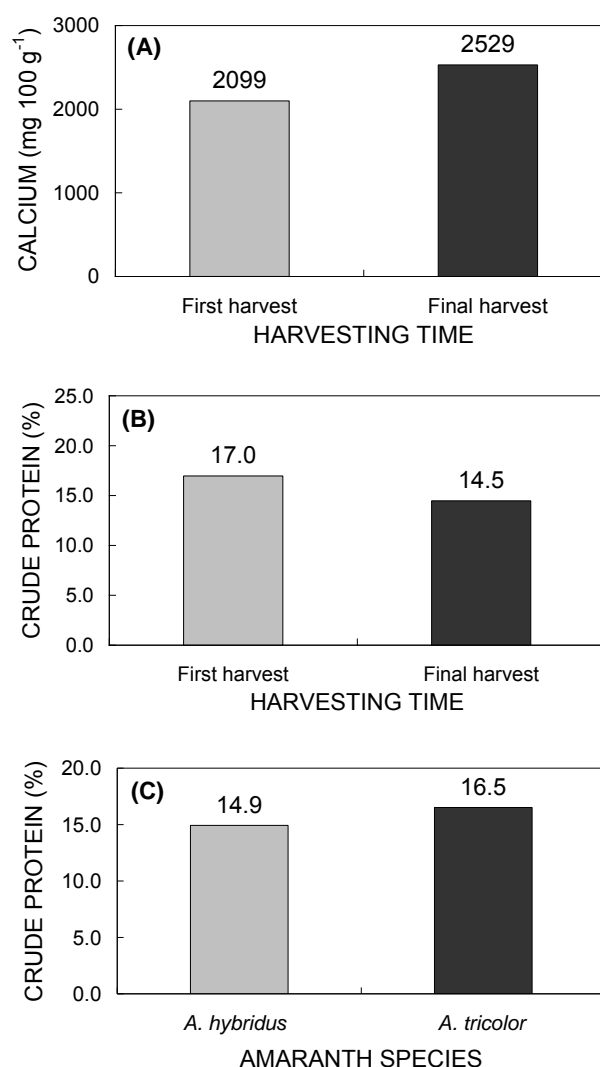 CALCIUM (mg 100 g⁻¹)
3000
2000
1000
0
(A)
2099
2529
First harvest
Final harvest
HARVESTING TIME
CRUDE PROTEIN (%)
25.0
20.0
15.0
10.0
5.0
0.0
(B)
17.0
14.5
First harvest
Final harvest
HARVESTING TIME
CRUDE PROTEIN (%)
20.0
15.0
10.0
5.0
0.0
(C)
14.9
16.5
A. hybridus
A. tricolor
AMARANTH SPECIES